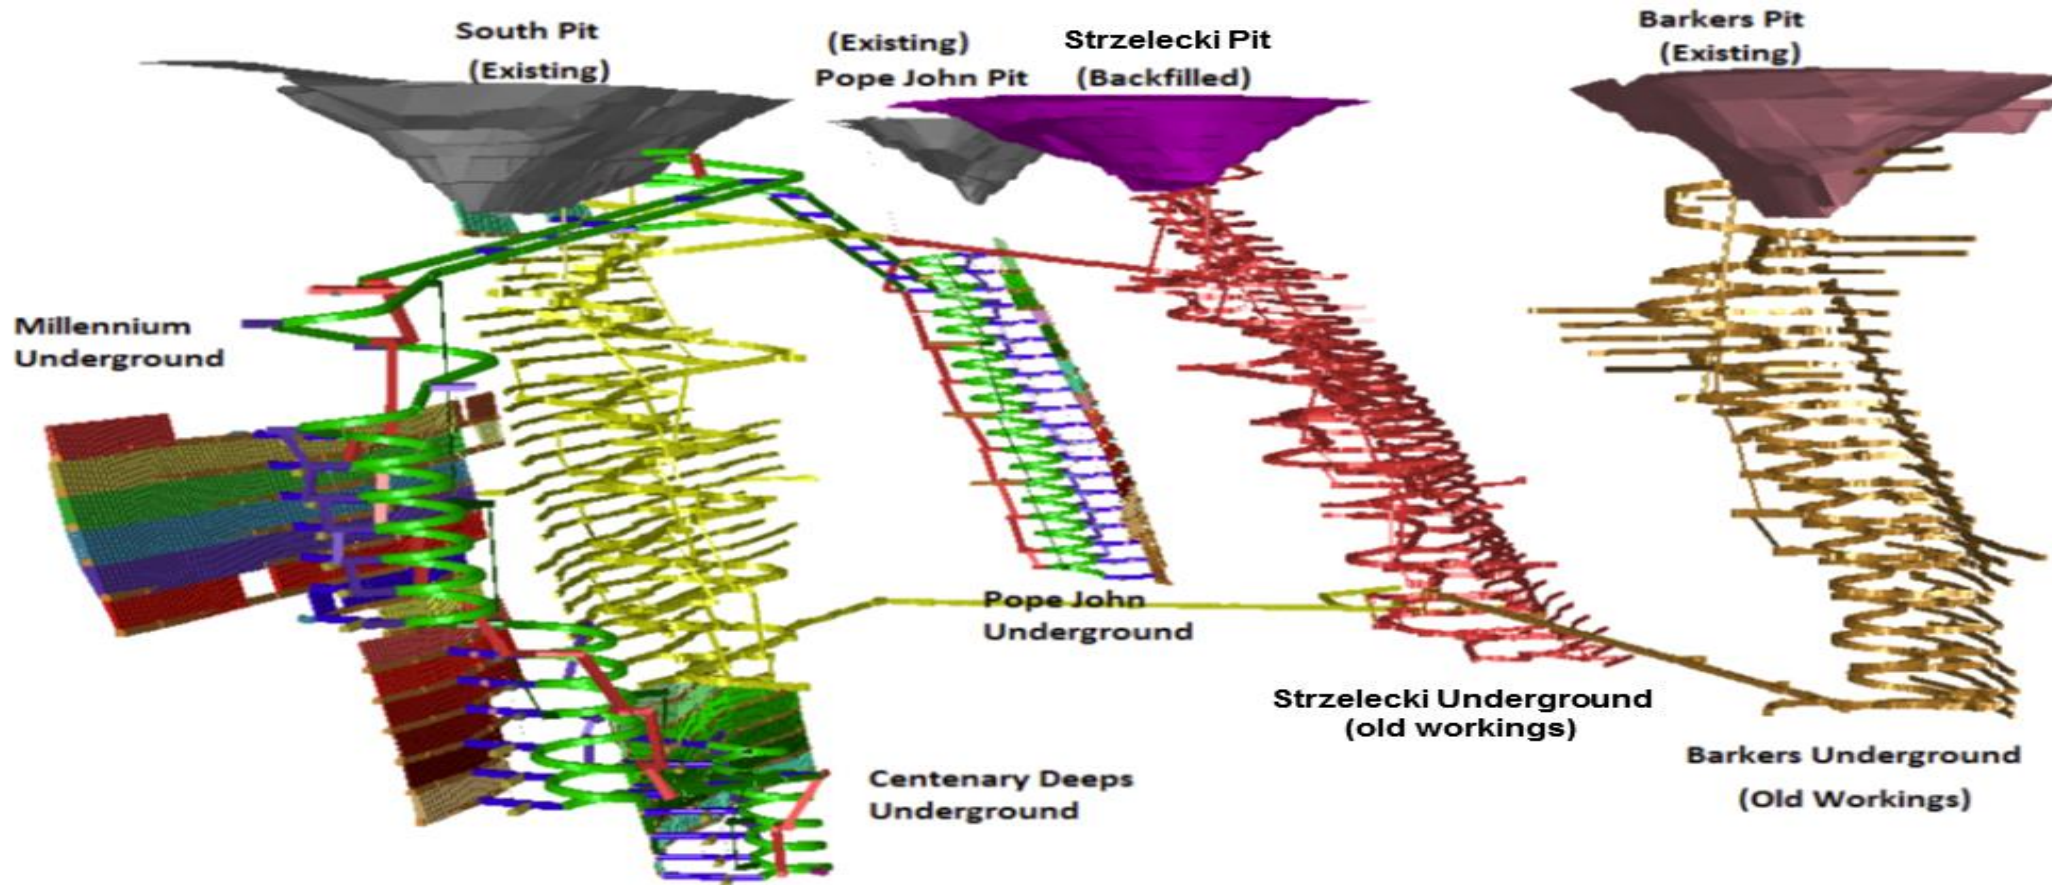 South Pit
(Existing)
(Existing)
Pope John Pit
Strzelecki Pit
(Backfilled)
Barkers Pit
(Existing)
Millennium
Underground
Pope John
Underground
Strzelecki Underground
(old workings)
Centenary Deeps
Underground
Barkers Underground
(Old Workings)